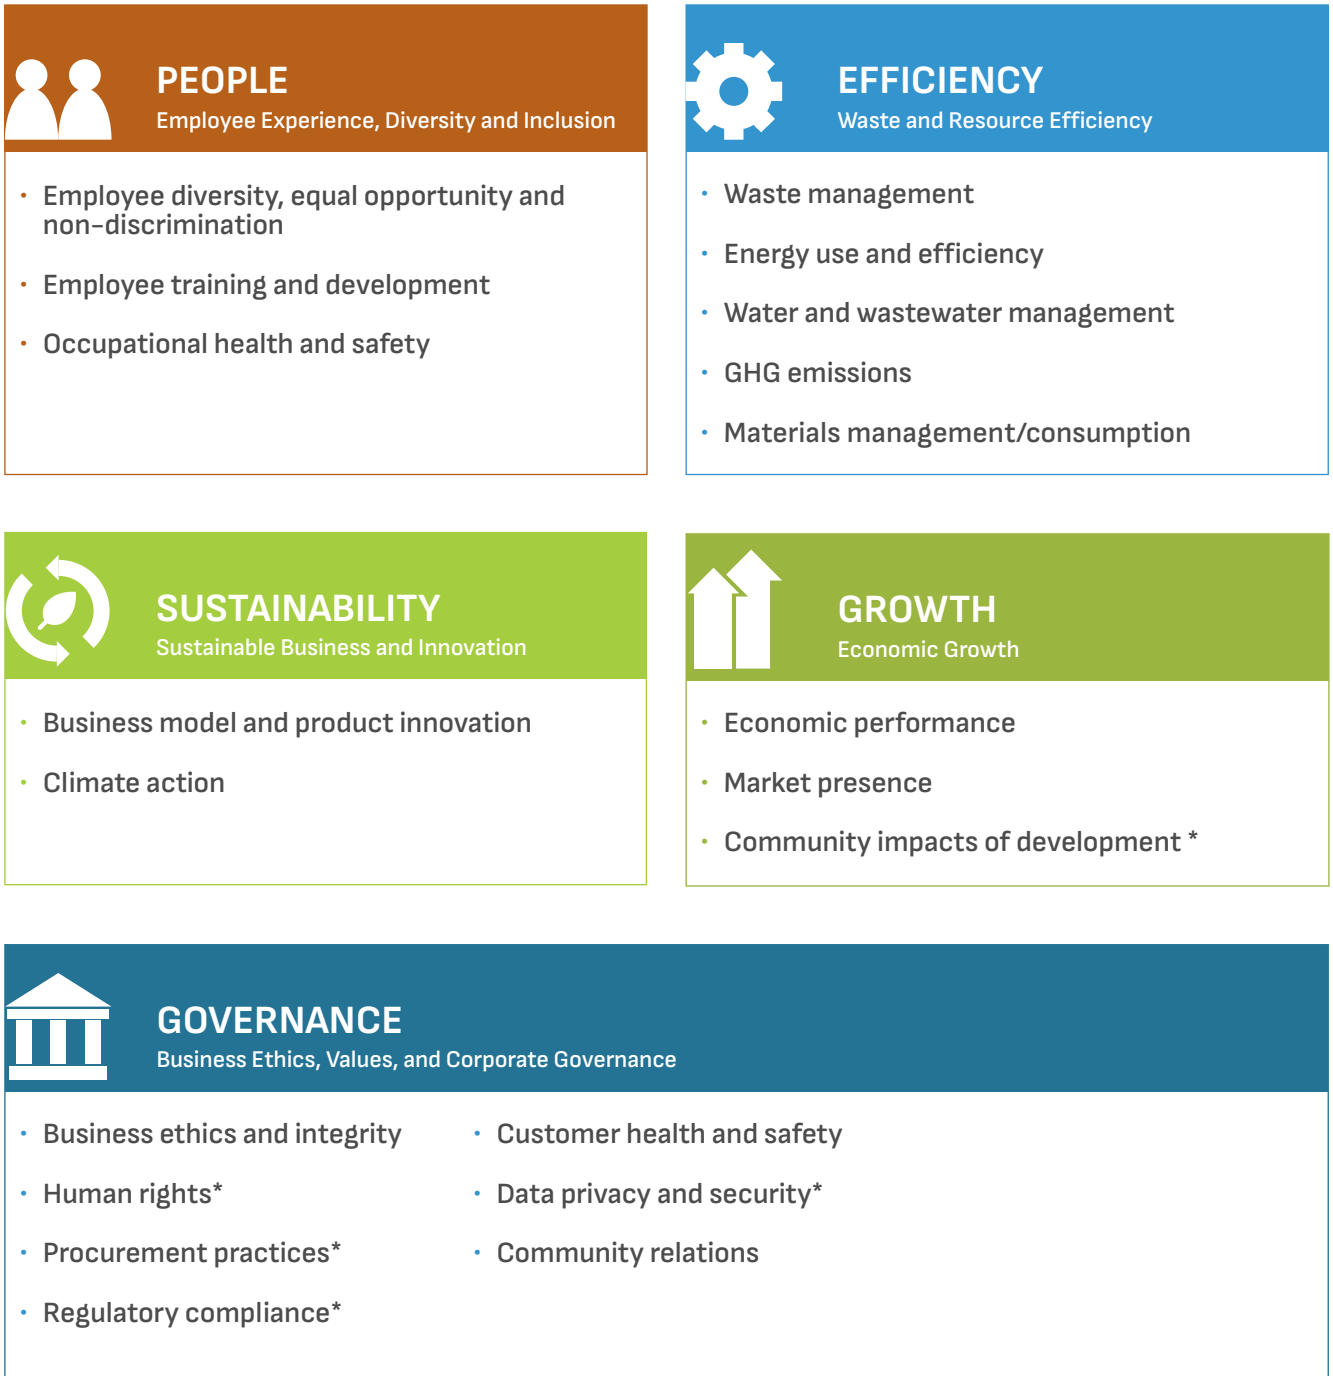 PEOPLE
Employee Experience, Diversity and Inclusion
• Employee diversity, equal opportunity and
non-discrimination
• Employee training and development
• Occupational health and safety
EFFICIENCY
Waste and Resource Efficiency
• Waste management
• Energy use and efficiency
• Water and wastewater management
• GHG emissions
• Materials management/consumption
SUSTAINABILITY
Sustainable Business and Innovation
• Business model and product innovation
• Climate action
GROWTH
Economic Growth
• Economic performance
• Market presence
• Community impacts of development *
GOVERNANCE
Business Ethics, Values, and Corporate Governance
• Business ethics and integrity
• Human rights*
• Procurement practices*
• Regulatory compliance*
• Customer health and safety
• Data privacy and security*
• Community relations